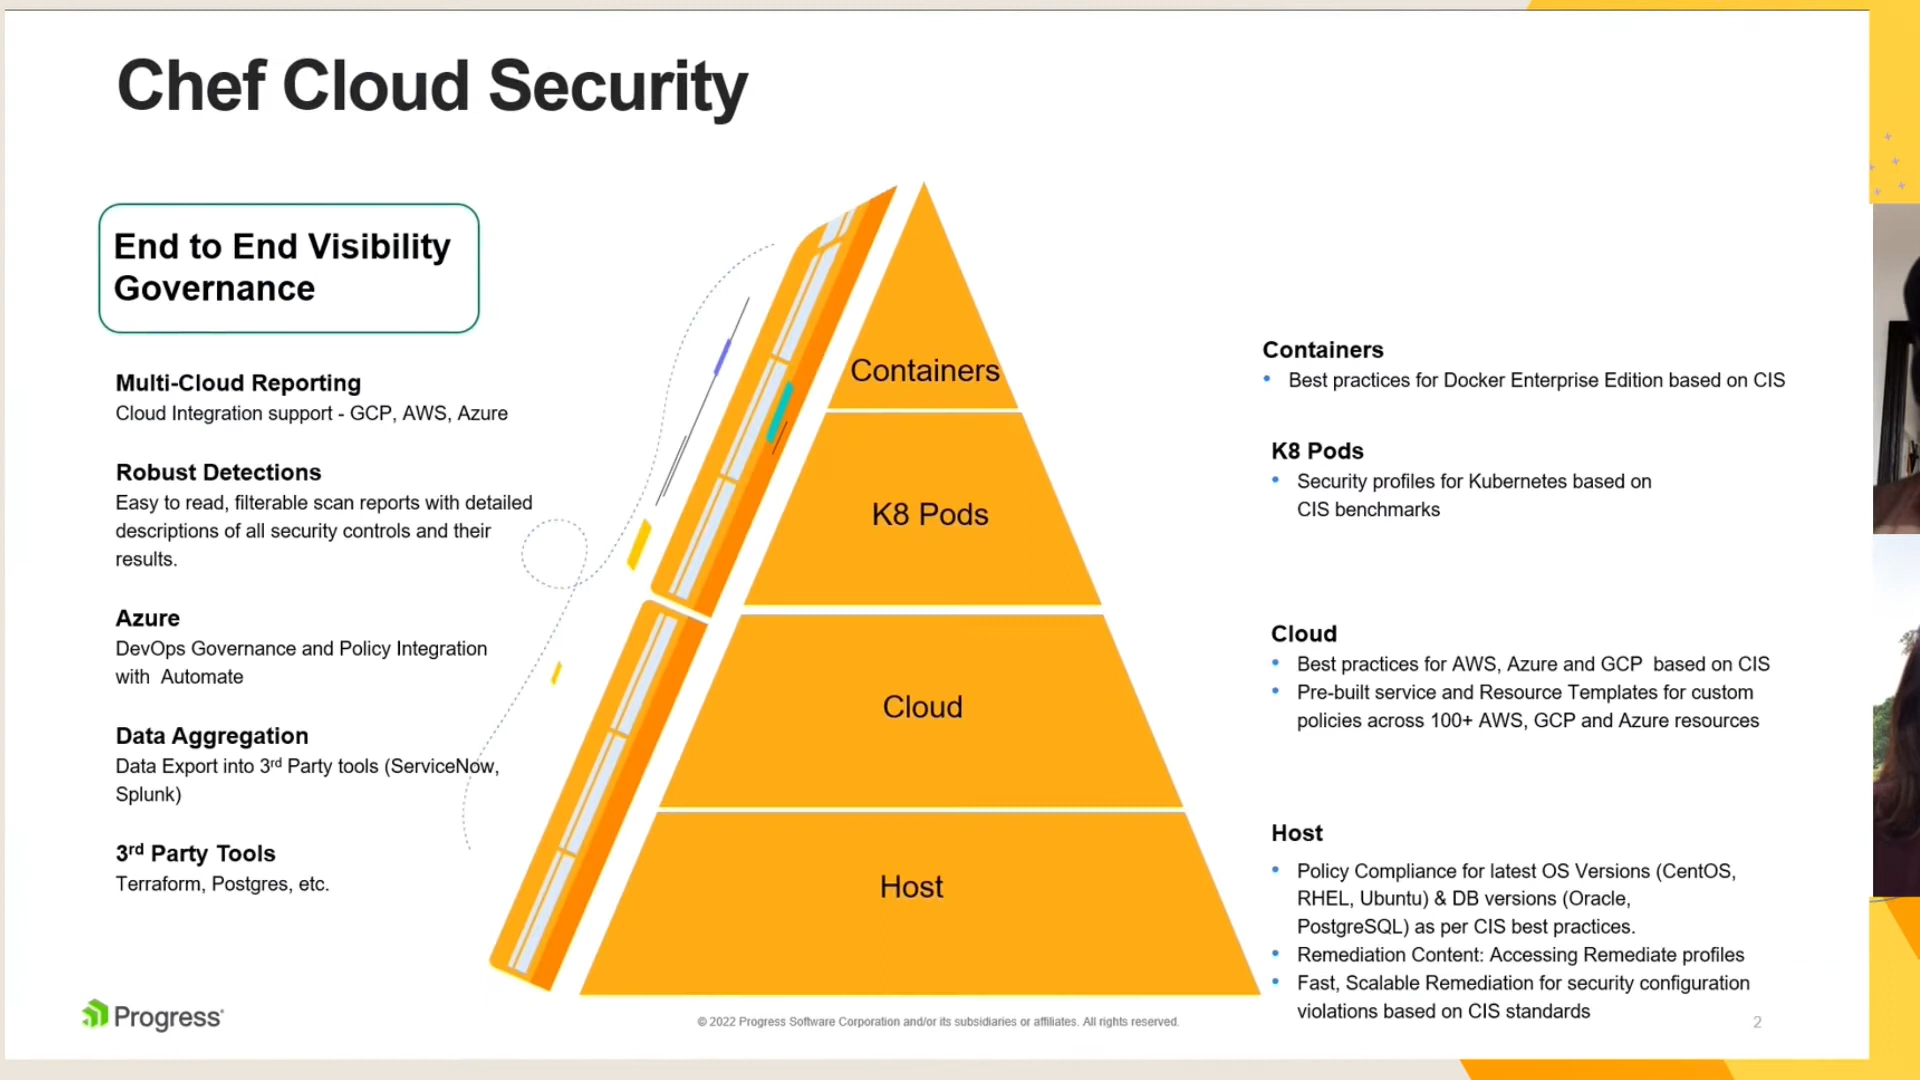 Chef Cloud Security
End to End Visibility
Governance
Multi-Cloud Reporting
Cloud Integration support - GCP, AWS, Azure
Robust Detections
Easy to read, filterable scan reports with detailed
descriptions of all security controls and their
results.
Azure
DevOps Governance and Policy Integration
with  Automate
Data Aggregation
Data Export into 3rd Party tools (ServiceNow,
Splunk)
3rd Party Tools
Terraform, Postgres, etc.
Containers
K8 Pods
Cloud
Host
Containers
• Best practices for Docker Enterprise Edition based on CIS
K8 Pods
• Security profiles for Kubernetes based on
CIS benchmarks
Cloud
• Best practices for AWS, Azure and GCP  based on CIS
• Pre-built service and Resource Templates for custom
policies across 100+ AWS, GCP and Azure resources
Host
• Policy Compliance for latest OS Versions (CentOS,
RHEL, Ubuntu) & DB versions (Oracle,
PostgreSQL) as per CIS best practices.
• Remediation Content: Accessing Remediate profiles
• Fast, Scalable Remediation for security configuration
violations based on CIS standards
Progress
© 2022 Progress Software Corporation and/or its subsidiaries or affiliates. All rights reserved.
2